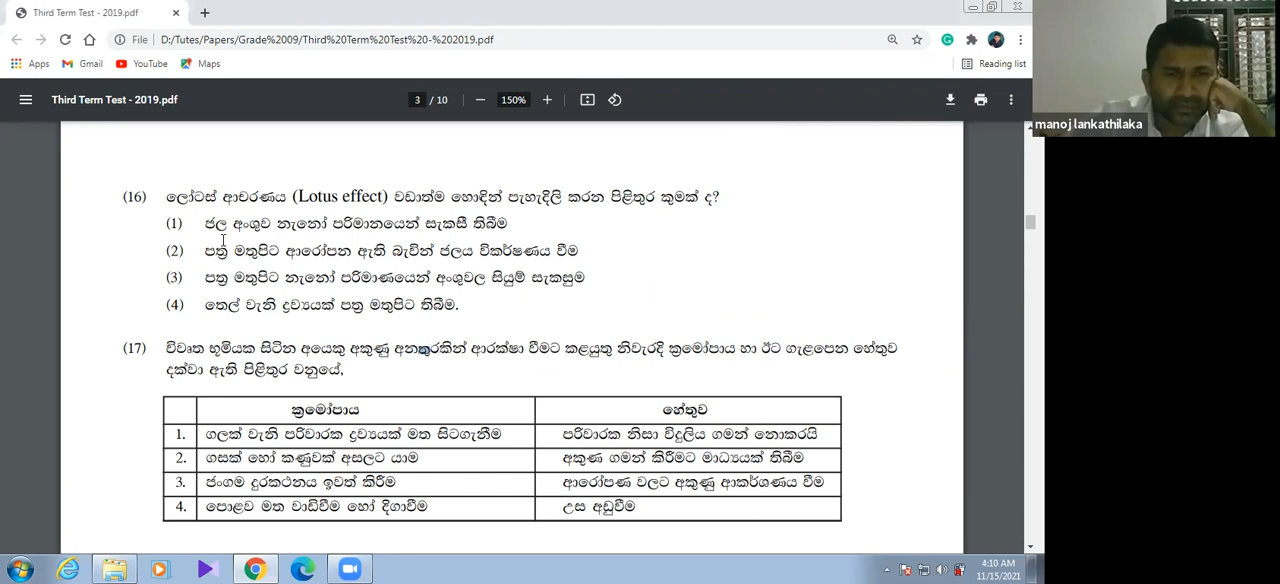 Third Term Test - 2019.pdf
File
D:/Tutes/Papers/Grade%2009/Third%20Term%20Test%20-%202019.pdf
Apps Gmail YouTube Maps Reading list
Third Term Test - 2019.pdf 3 / 10 150%
manoj lankathilaka
(16) ලෝටස් ආචරණය (Lotus effect) වඩාත්ම හොඳින් පැහැදිලි කරන පිළිතුර කුමක් ද?
(1) ජල අංශුව නැනෝ පරිමානයෙන් සැකසී තිබීම
(2) පත්‍ර මතුපිට ආරෝපන ඇති බැවින් ජලය විකර්ෂණය වීම
(3) පත්‍ර මතුපිට නැනෝ පරිමාණයෙන් අංශුවල සියුම් සැකසුම
(4) තෙල් වැනි ද්‍රව්‍යයක් පත්‍ර මතුපිට තිබීම.
(17) විවෘත භූමියක සිටින අයෙකු අකුණු අනතුරකින් ආරක්ෂා වීමට කළයුතු නිවැරදි ක්‍රමෝපාය හා ඊට ගැළපෙන හේතුව
දක්වා ඇති පිළිතුර වනුයේ,
ක්‍රමෝපාය හේතුව
1. ගලක් වැනි පරිවාරක ද්‍රව්‍යයක් මත සිටගැනීම පරිවාරක නිසා විදුලිය ගමන් නොකරයි
2. ගසක් හෝ කණුවක් අසලට යාම අකුණ ගමන් කිරීමට මාධ්‍යයක් තිබීම
3. ජංගම දුරකථනය ඉවත් කිරීම ආරෝපණ වලට අකුණු ආකර්ශණය වීම
4. පොළව මත වාඩිවීම හෝ දිගාවීම උස අඩුවීම
4:10 AM
11/15/2021